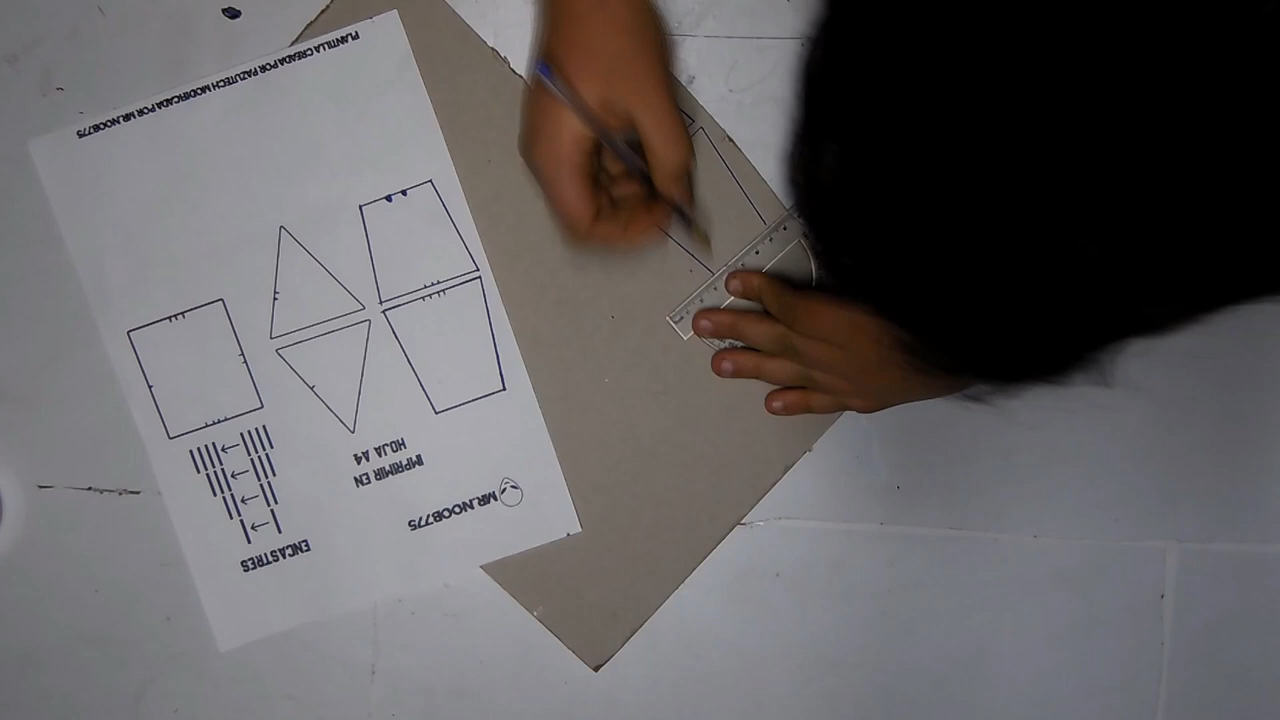 MR.NOOB775
IMPRIMIR EN
HOJA A4
ENCASTRES
PLANTILLA CREADA POR PAZUTECH MODIFICADA POR MR.NOOB775